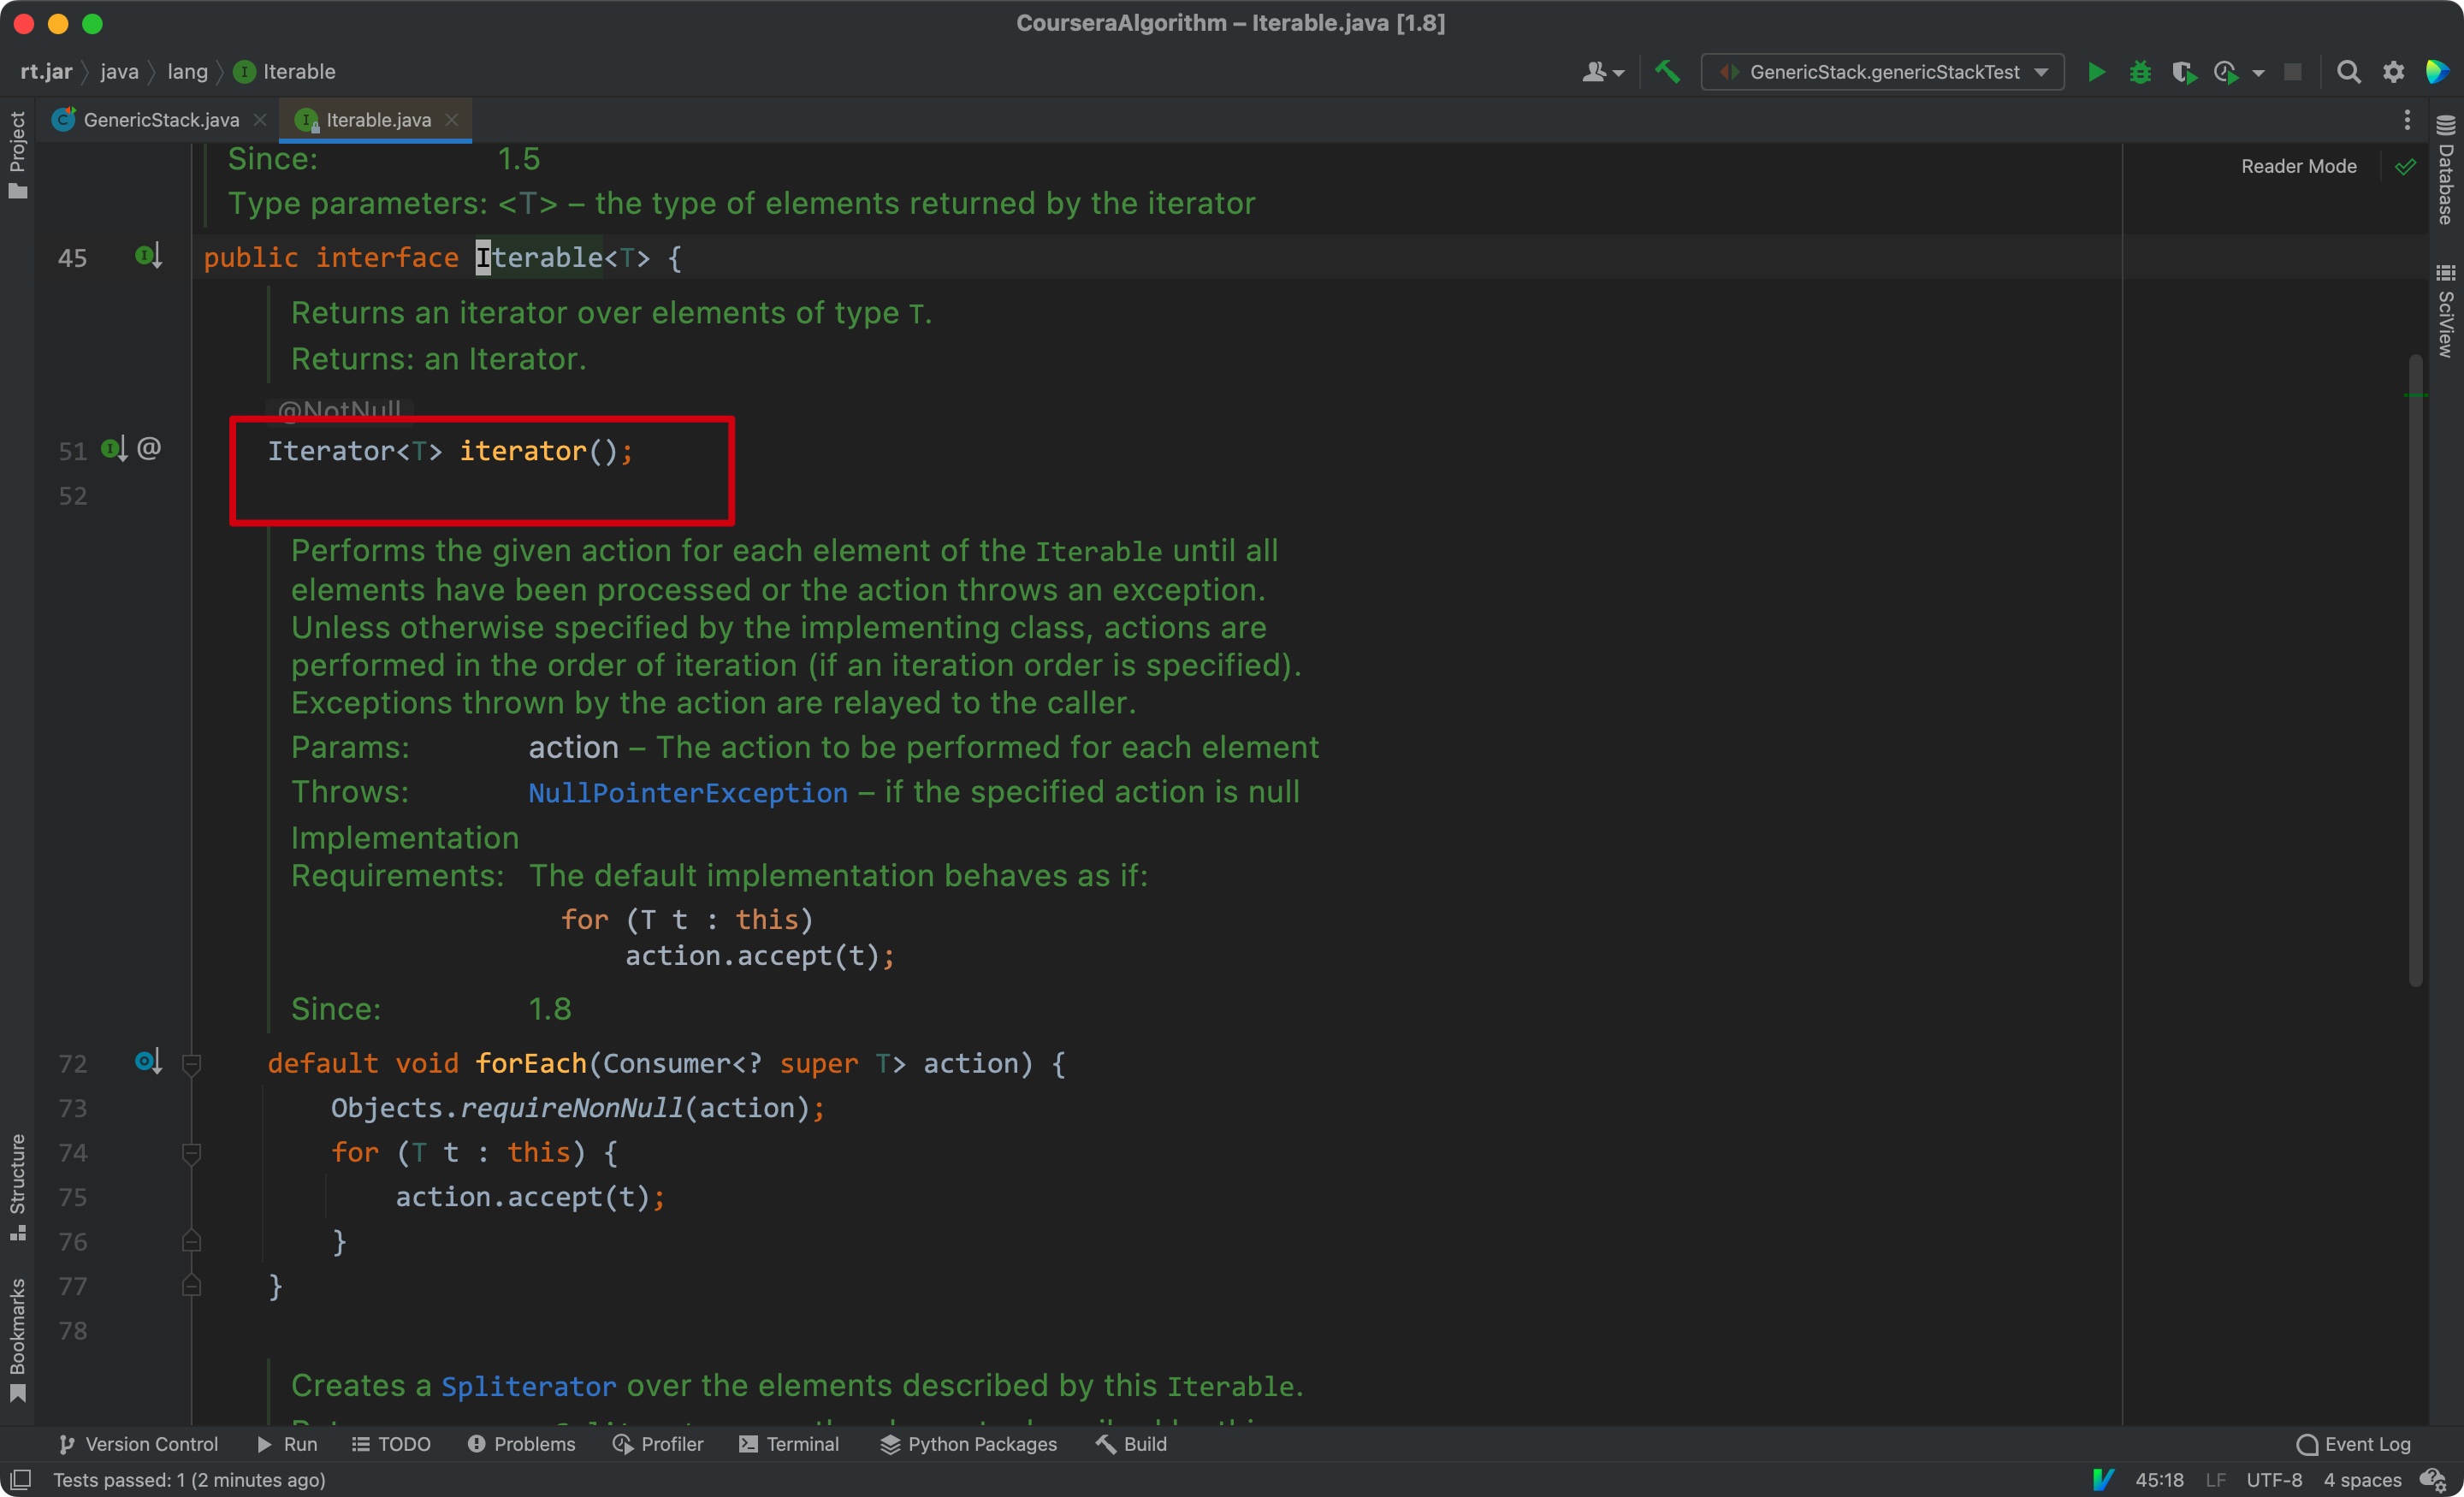 CourseraAlgorithm – Iterable.java [1.8]
rt.jar java lang I Iterable
GenericStack.genericStackTest
GenericStack.java Iterable.java
Project
Database
SciView
Structure
Bookmarks
Reader Mode
Since: 1.5
Type parameters: <T> – the type of elements returned by the iterator
45 public interface Iterable<T> {
Returns an iterator over elements of type T.
Returns: an Iterator.
@NotNull
51 @ Iterator<T> iterator();
52
Performs the given action for each element of the Iterable until all
elements have been processed or the action throws an exception.
Unless otherwise specified by the implementing class, actions are
performed in the order of iteration (if an iteration order is specified).
Exceptions thrown by the action are relayed to the caller.
Params: action – The action to be performed for each element
Throws: NullPointerException – if the specified action is null
Implementation
Requirements: The default implementation behaves as if:
for (T t : this)
action.accept(t);
Since: 1.8
72 default void forEach(Consumer<? super T> action) {
73 Objects.requireNonNull(action);
74 for (T t : this) {
75 action.accept(t);
76 }
77 }
78
Creates a Spliterator over the elements described by this Iterable.
Version Control Run TODO Problems Profiler Terminal Python Packages Build Event Log
Tests passed: 1 (2 minutes ago) 45:18 LF UTF-8 4 spaces